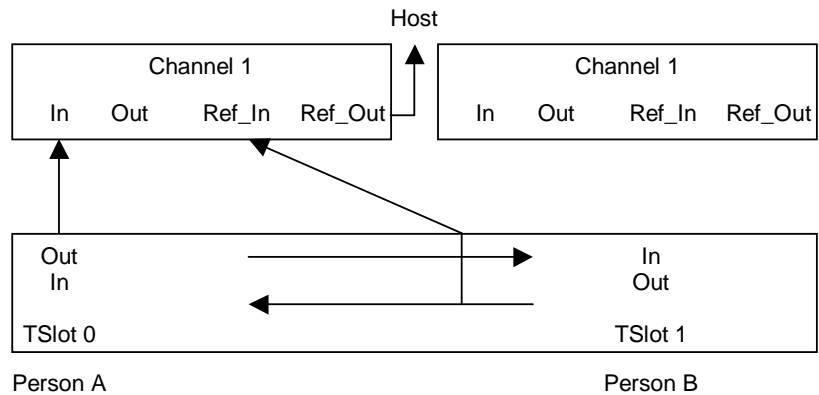 Host
Channel 1
In Out Ref_In Ref_Out
Channel 1
In Out Ref_In Ref_Out
Out
In
TSlot 0
In
Out
TSlot 1
Person A
Person B